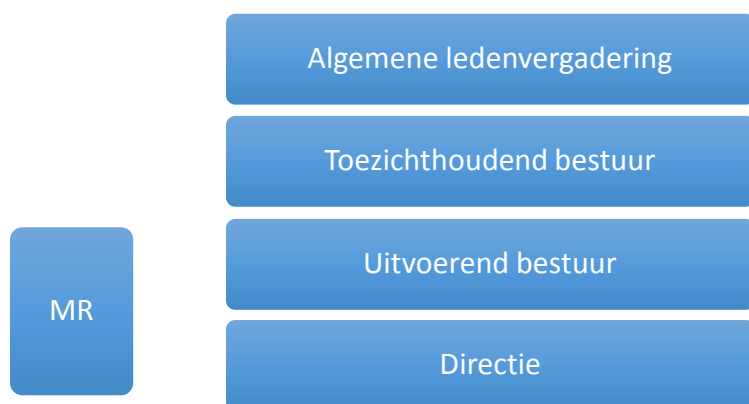 Algemene ledenvergadering
Toezichthoudend bestuur
Uitvoerend bestuur
MR
Directie